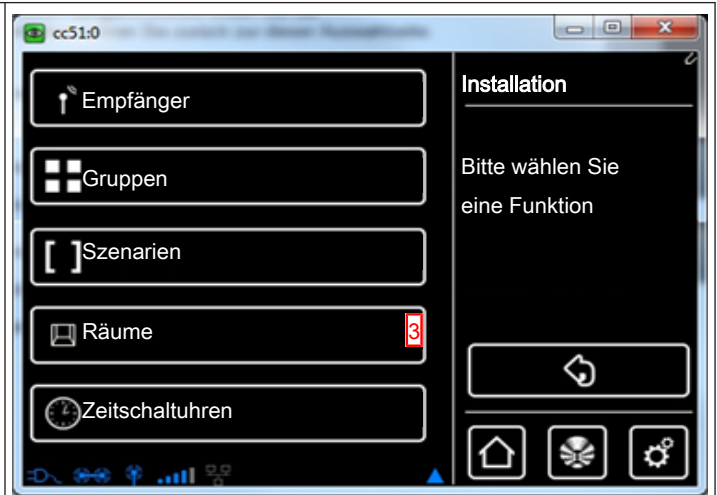 cc51:0
Empfänger
Gruppen
Szenarien
Räume
3
Zeitschaltuhren
Installation
Bitte wählen Sie
eine Funktion